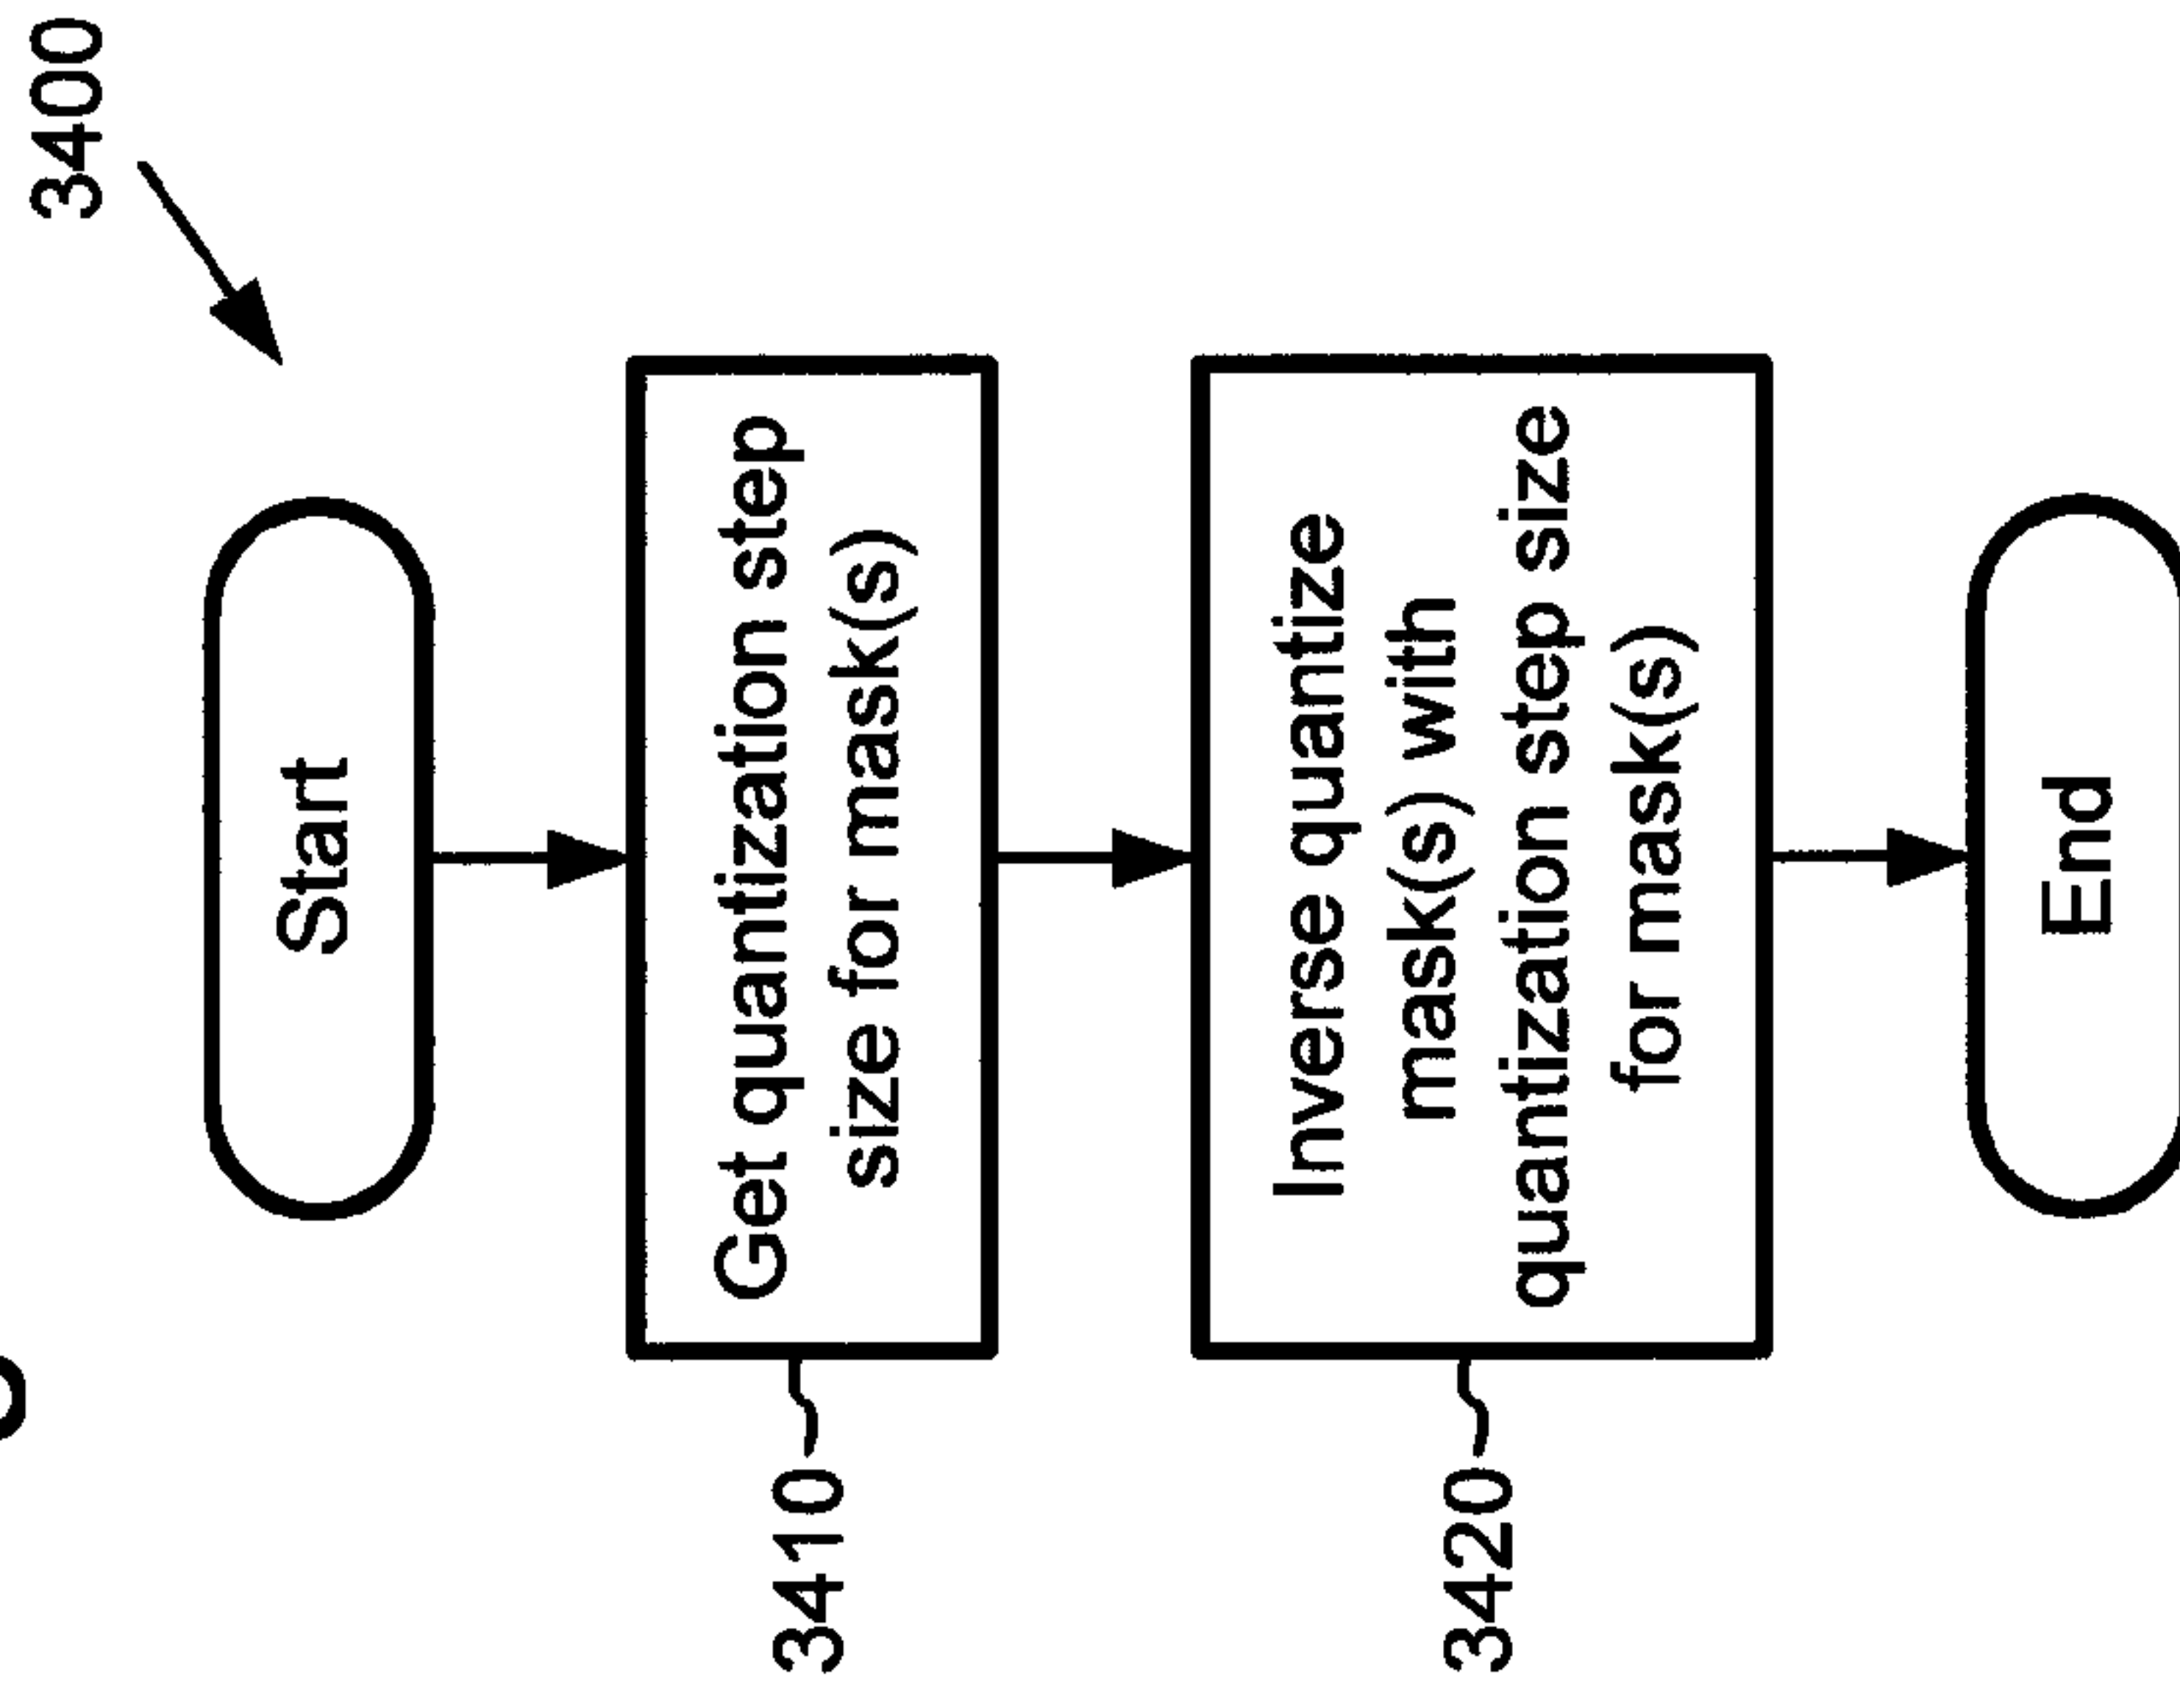 3400
Start
Get quantization step
size for mask(s)
3410
Inverse quantize
mask(s) with
quantization step size
for mask(s)
3420
End